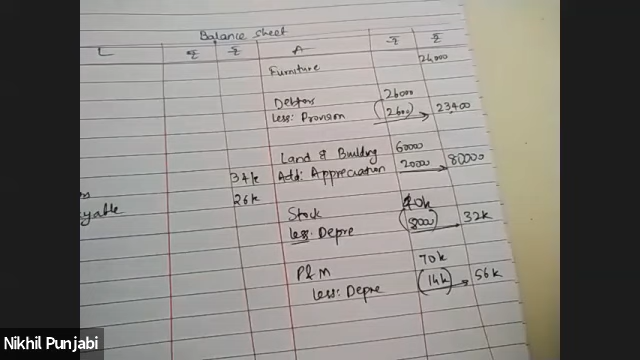 Balance sheet
L ₹ ₹ A ₹ ₹
Furniture 24000
Debtors 26000
Less: Provision (2600) → 23400
Land & Building 60000
34k Add: Appreciation 20000 → 80000
26k
yable
Stock 40k
Less: Depre (8000) → 32k
P&M 70k
Less: Depre (14k) → 56k
Nikhil Punjabi